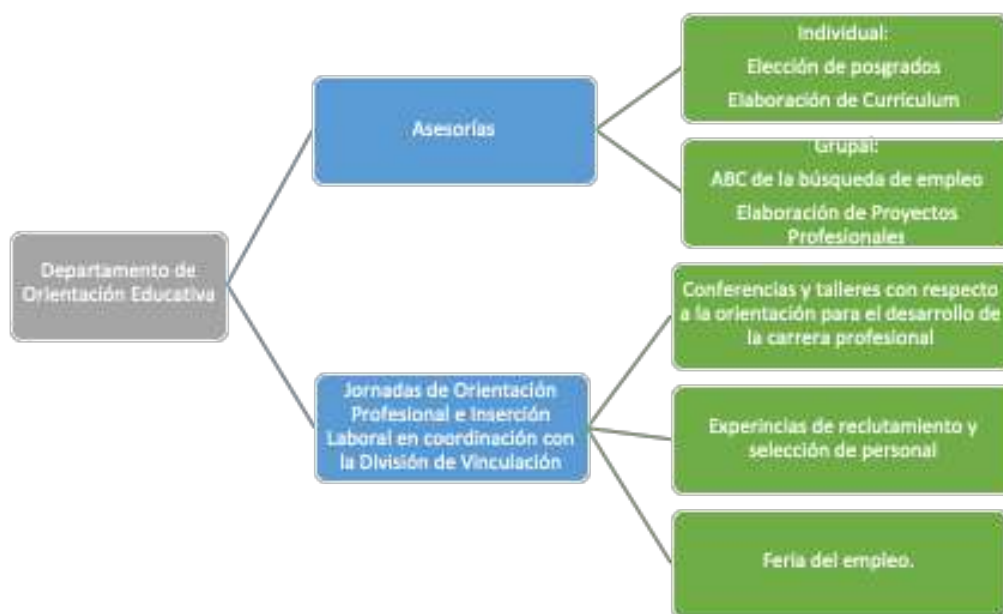 Departamento de
Orientación Educativa
Asesorías
Individual:
Elección de posgrados
Elaboración de Curriculum
Grupal:
ABC de la búsqueda de empleo
Elaboración de Proyectos
Profesionales
Jornadas de Orientación
Profesional e Inserción
Laboral en coordinación con
la División de Vinculación
Conferencias y talleres con respecto
a la orientación para el desarrollo de
la carrera profesional
Experincias de reclutamiento y
selección de personal
Feria del empleo.